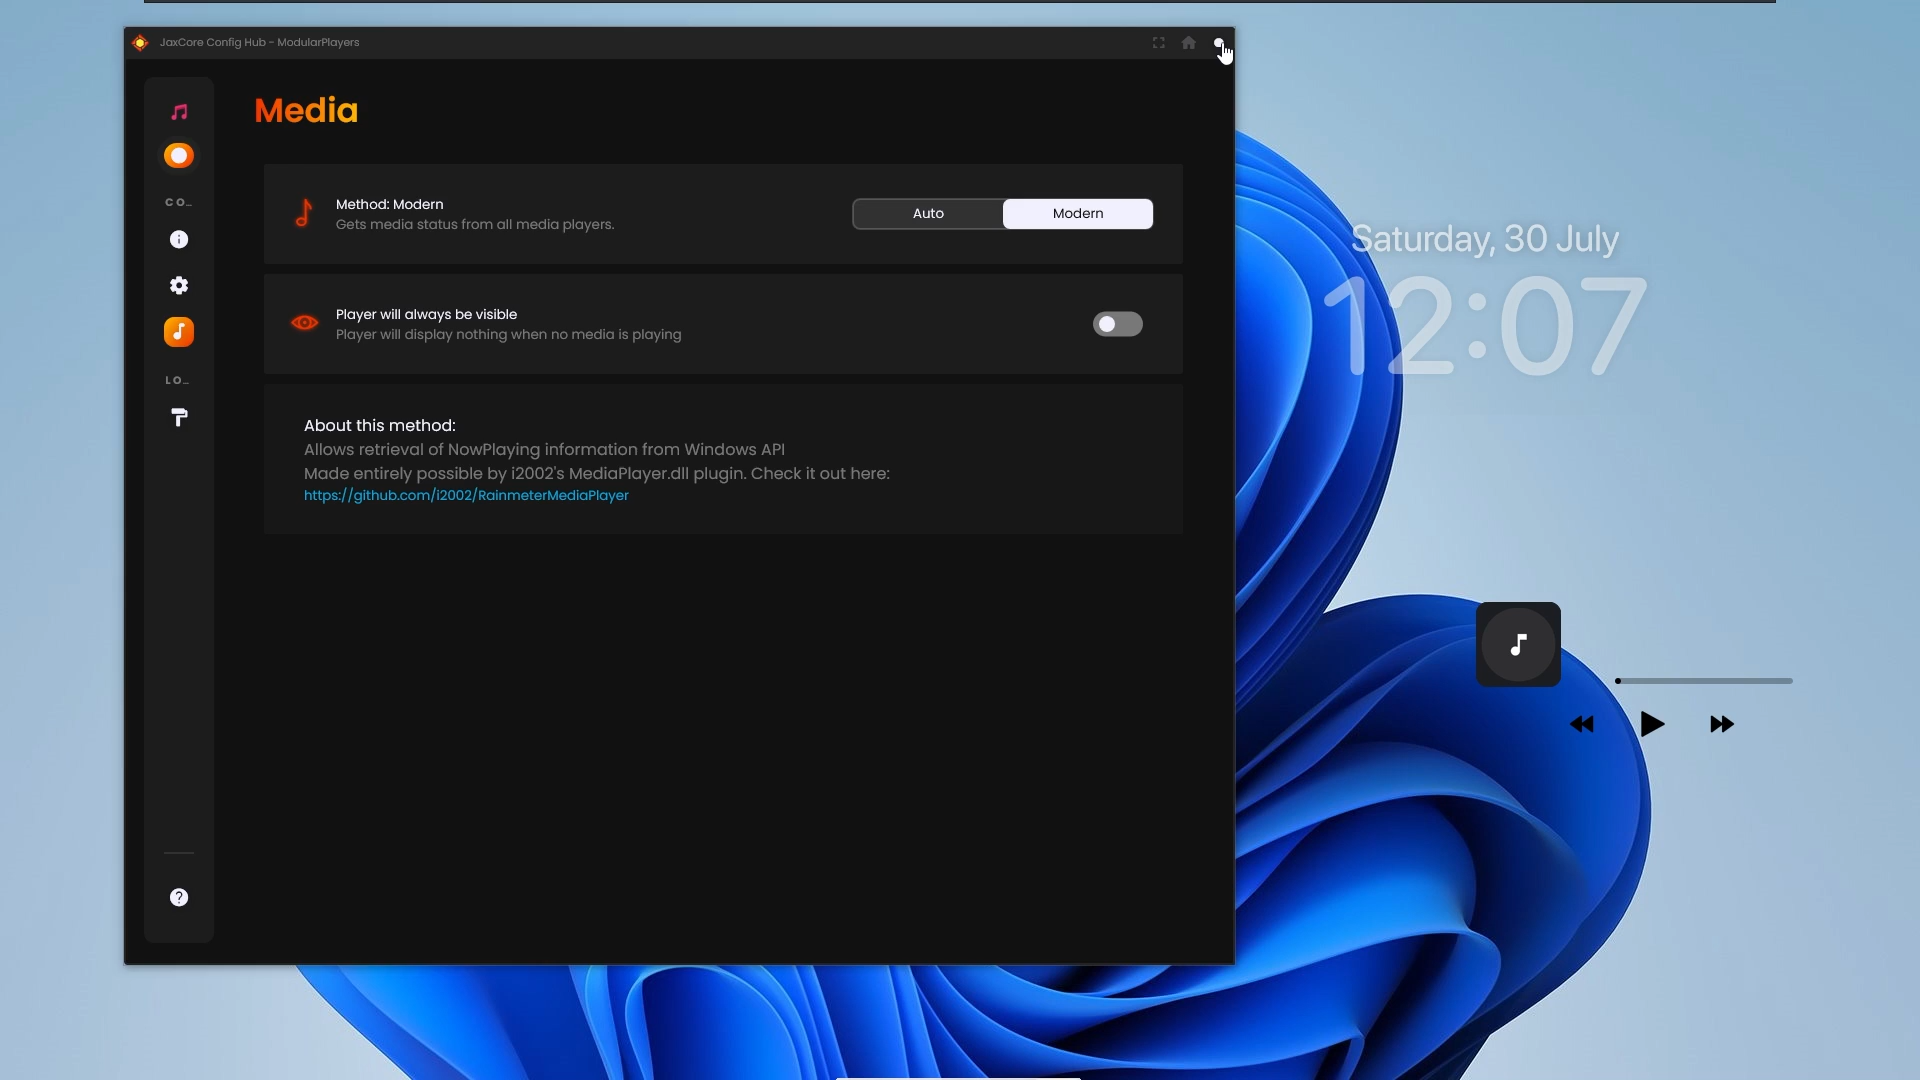 JaxCore Config Hub - ModularPlayers
Media
Method: Modern
Gets media status from all media players.
Auto
Modern
CO...
Player will always be visible
Player will display nothing when no media is playing
LO...
About this method:
Allows retrieval of NowPlaying information from Windows API
Made entirely possible by i2002's MediaPlayer.dll plugin. Check it out here:
https://github.com/i2002/RainmeterMediaPlayer
Saturday, 30 July
12:07